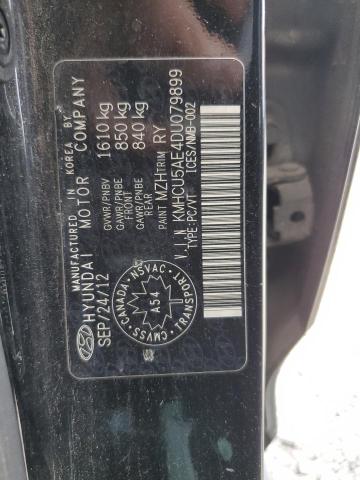 MANUFACTURED IN KOREA BY
HYUNDAI MOTOR COMPANY
SEP/24/12
GVWR/PNBV 1610 kg
GAWR/PNBE FRONT 850 kg
GAWR/PNBE REAR 840 kg
PAINT MZH TRIM RY
V.I.N KMHCU5AE4DU079899
TYPE:PC/VT ICES/NMB-002
CANADA NSVAC TRANSPORT CMVSS
A54